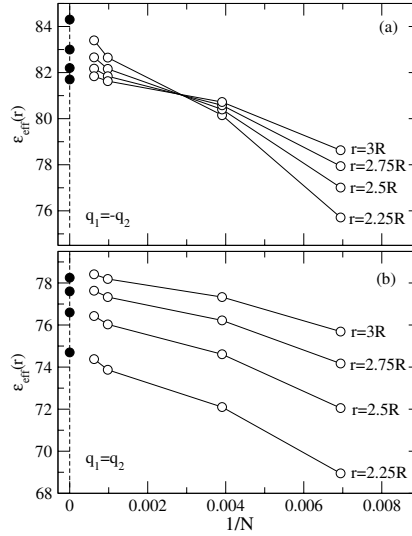 (a)
84
82
80
78
76
ε_eff(r)
r=3R
r=2.75R
r=2.5R
r=2.25R
q₁=-q₂
(b)
78
76
74
72
70
68
ε_eff(r)
r=3R
r=2.75R
r=2.5R
r=2.25R
q₁=q₂
0 0.002 0.004 0.006 0.008
1/N